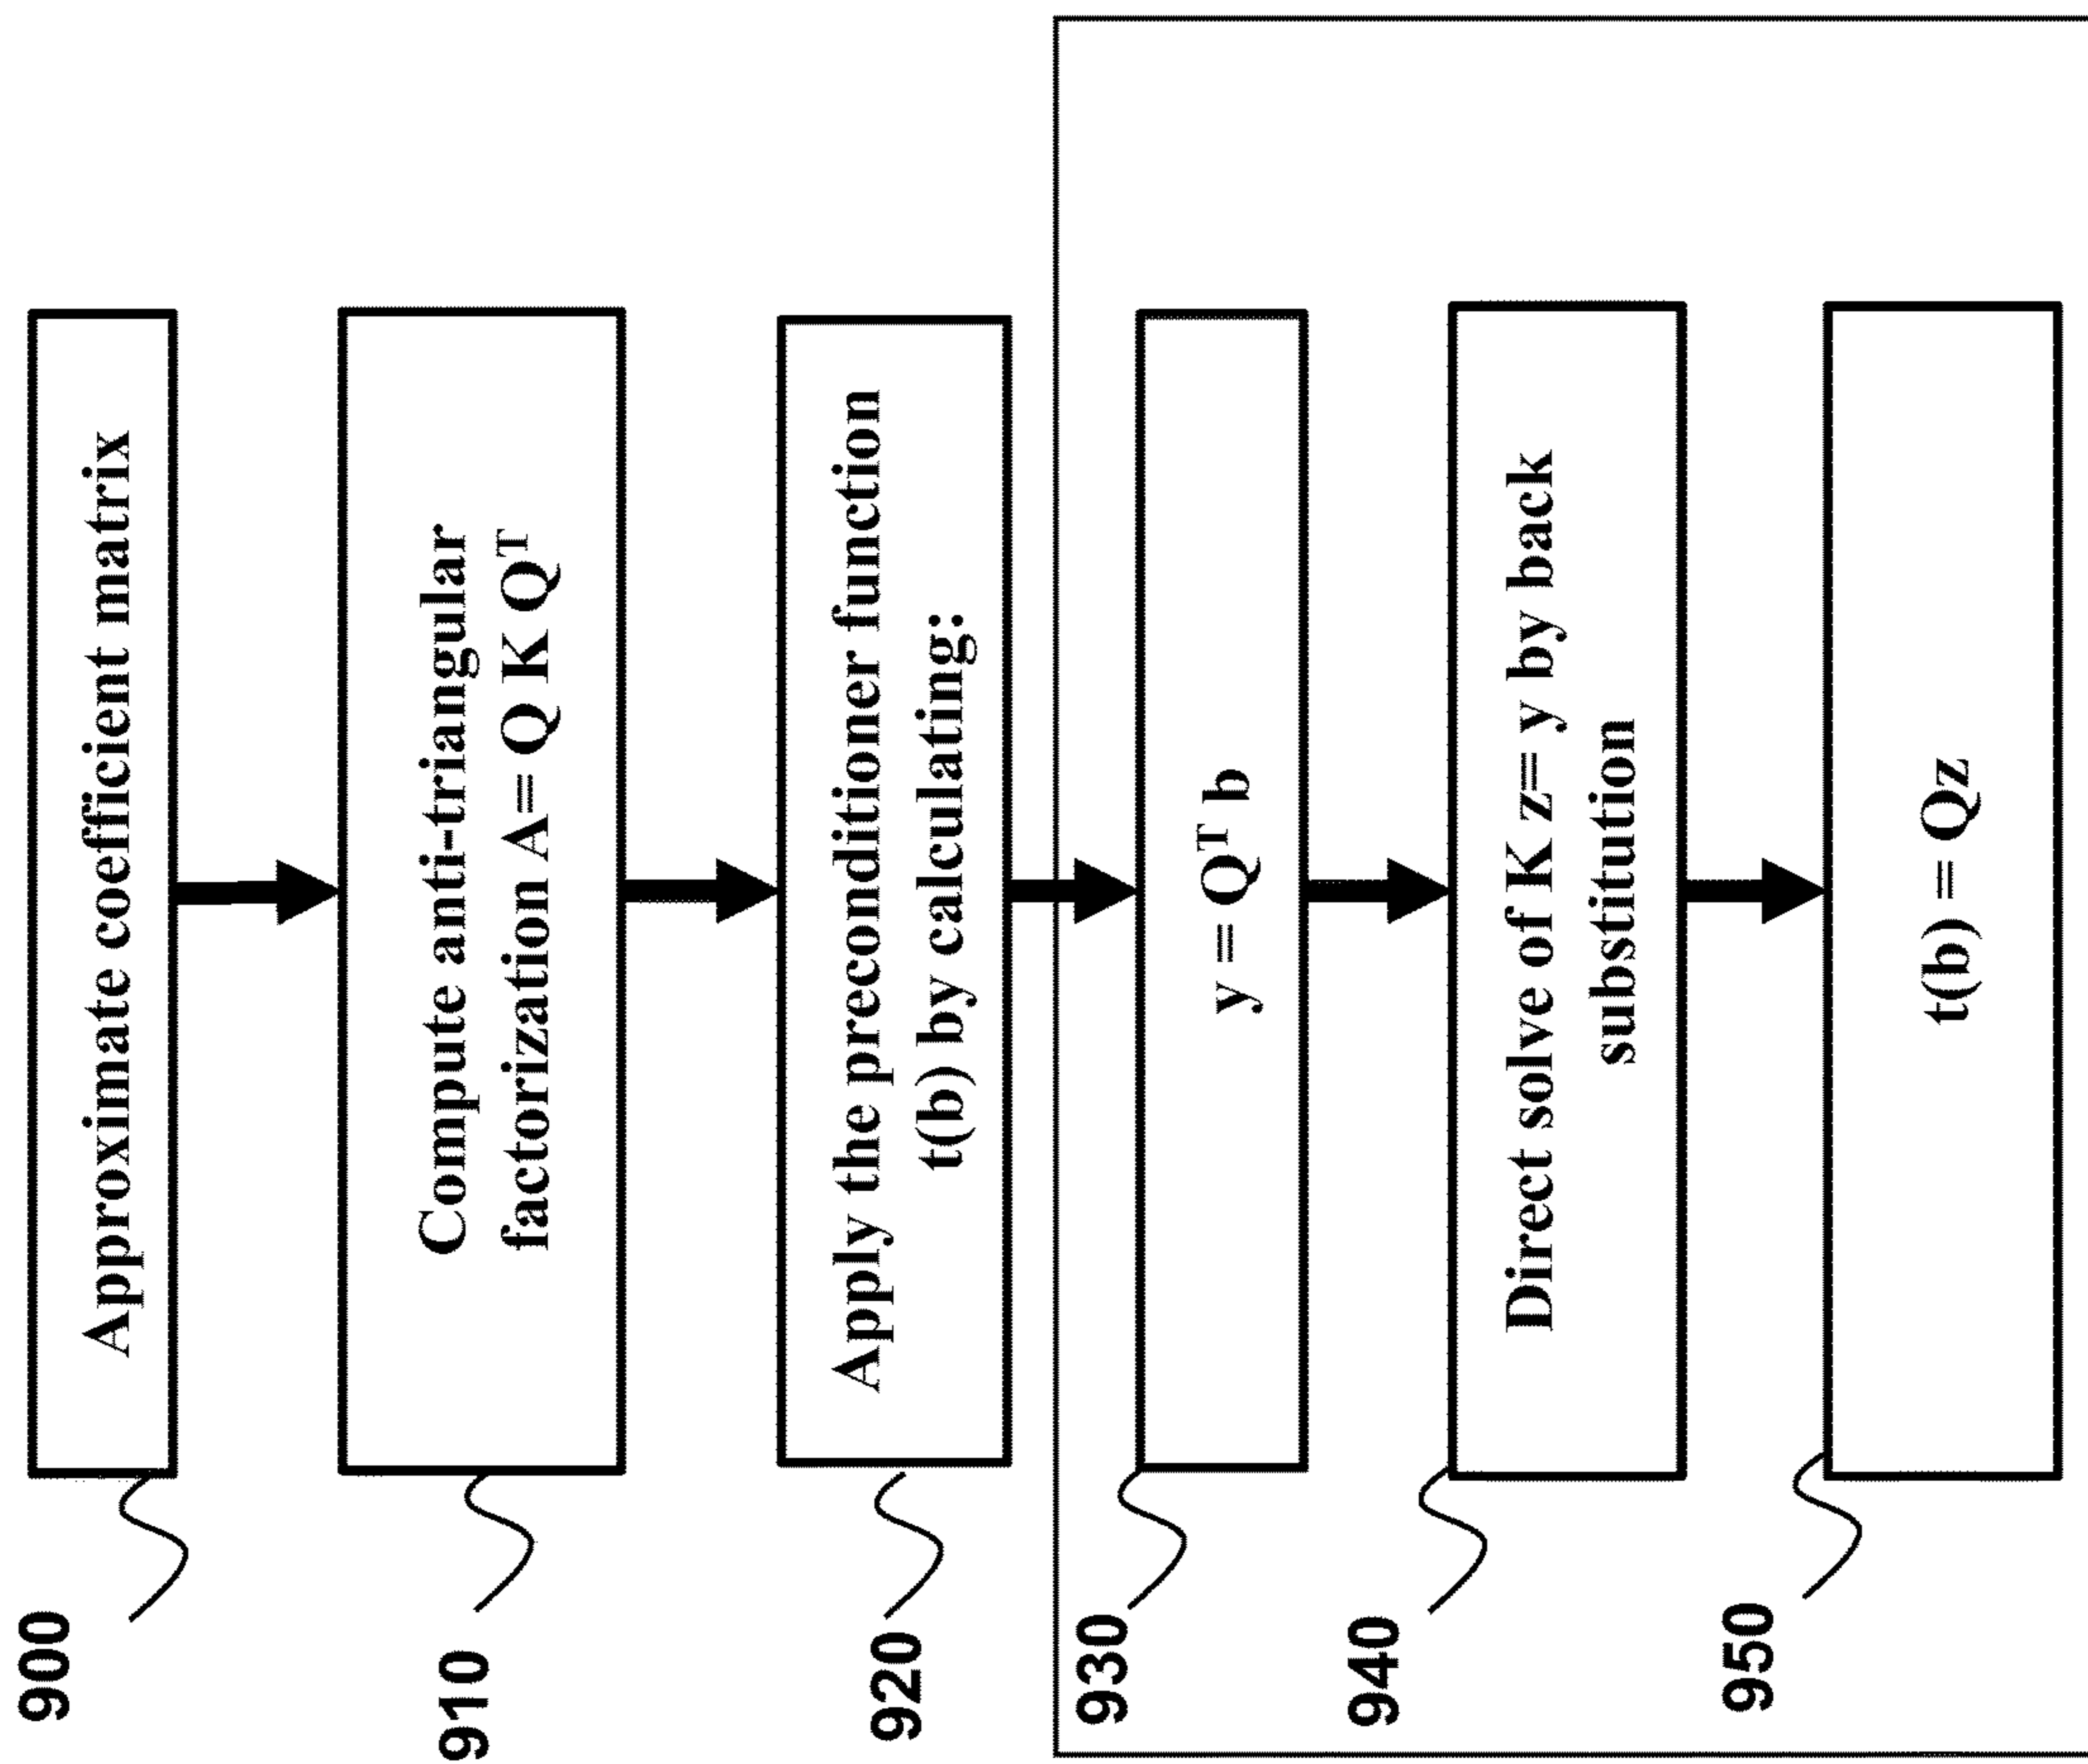 900
Approximate coefficient matrix
910
Compute anti-triangular
factorization A= Q K Qᵀ
920
Apply the preconditioner function
t(b) by calculating:
930
y = Qᵀ b
940
Direct solve of K z= y by back
substitution
950
t(b) = Qz